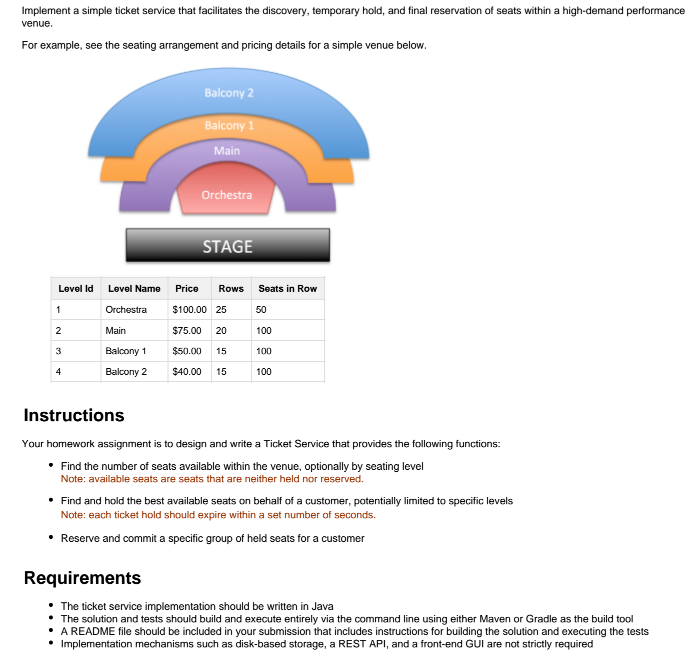 Implement a simple ticket service that facilitates the discovery, temporary hold, and final reservation of seats within a high-demand performance
venue.
For example, see the seating arrangement and pricing details for a simple venue below.
Balcony 2
Balcony 1
Main
Orchestra
STAGE
Level Id Level Name Price Rows Seats in Row
1 Orchestra $100.00 25 50
2 Main $75.00 20 100
3 Balcony 1 $50.00 15 100
4 Balcony 2 $40.00 15 100
Instructions
Your homework assignment is to design and write a Ticket Service that provides the following functions:
• Find the number of seats available within the venue, optionally by seating level
Note: available seats are seats that are neither held nor reserved.
• Find and hold the best available seats on behalf of a customer, potentially limited to specific levels
Note: each ticket hold should expire within a set number of seconds.
• Reserve and commit a specific group of held seats for a customer
Requirements
• The ticket service implementation should be written in Java
• The solution and tests should build and execute entirely via the command line using either Maven or Gradle as the build tool
• A README file should be included in your submission that includes instructions for building the solution and executing the tests
• Implementation mechanisms such as disk-based storage, a REST API, and a front-end GUI are not strictly required